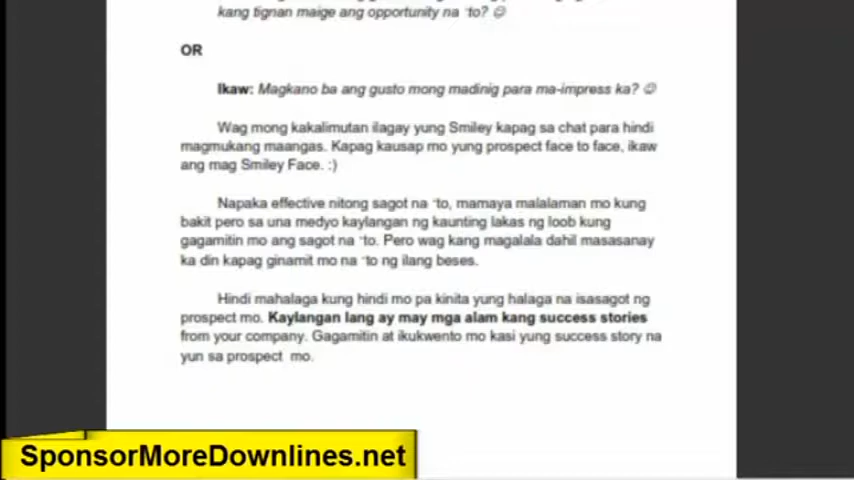 kang tignan maige ang opportunity na 'to? ☺
OR
Ikaw: Magkano ba ang gusto mong madinig para ma-impress ka? ☺
Wag mong kakalimutan ilagay yung Smiley kapag sa chat para hindi
magmukang maangas. Kapag kausap mo yung prospect face to face, ikaw
ang mag Smiley Face. :)
Napaka effective nitong sagot na 'to, mamaya malalaman mo kung
bakit pero sa una medyo kaylangan ng kaunting lakas ng loob kung
gagamitin mo ang sagot na 'to. Pero wag kang magalala dahil masasanay
ka din kapag ginamit mo na 'to ng ilang beses.
Hindi mahalaga kung hindi mo pa kinita yung halaga na isasagot ng
prospect mo. Kaylangan lang ay may mga alam kang success stories
from your company. Gagamitin at ikukwento mo kasi yung success story na
yun sa prospect mo.
SponsorMoreDownlines.net